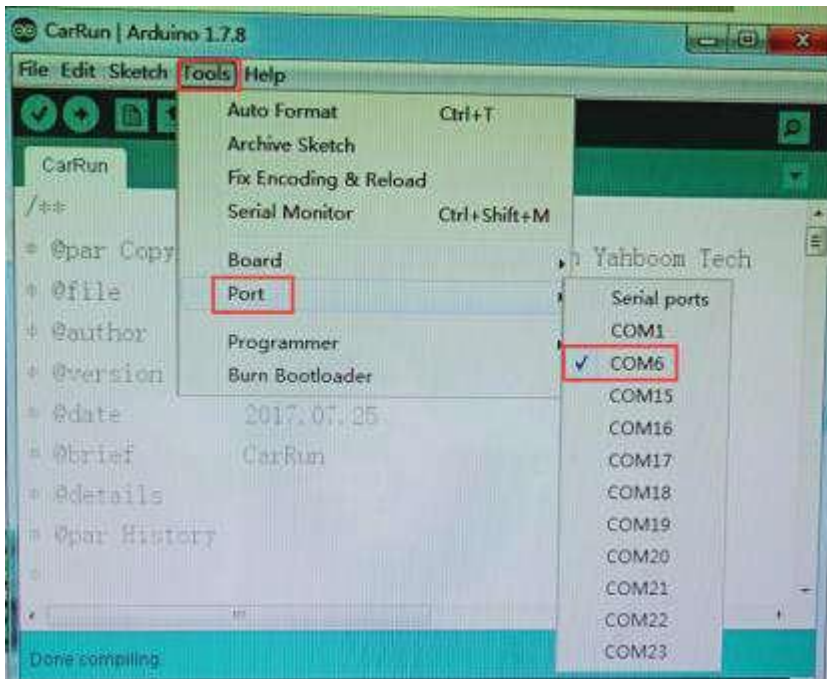 CarRun | Arduino 1.7.8
File Edit Sketch Tools Help
Auto Format Ctrl+T
Archive Sketch
Fix Encoding & Reload
Serial Monitor Ctrl+Shift+M
Board
Port
Programmer
Burn Bootloader
Serial ports
COM1
✓ COM6
COM15
COM16
COM17
COM18
COM19
COM20
COM21
COM22
COM23
CarRun
/**
* @par Copy
Yahboom Tech
* @file
* @author
* @version
* @date 2017.07.25
* @brief CarRun
* @details
* @par History
*
Done compiling.